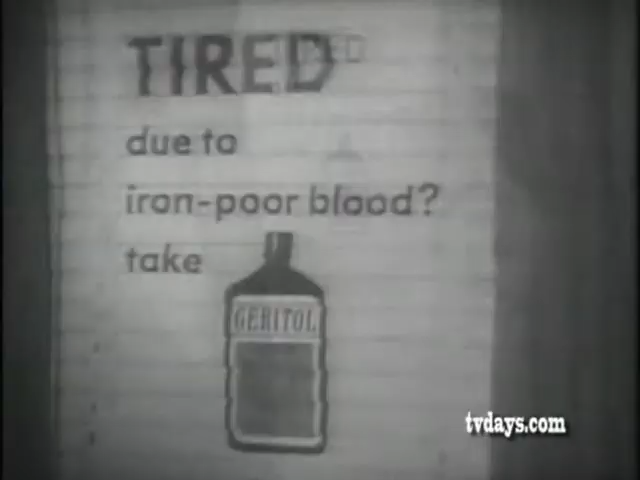 TIRED
due to
iron-poor blood?
take
GERITOL
tvdays.com